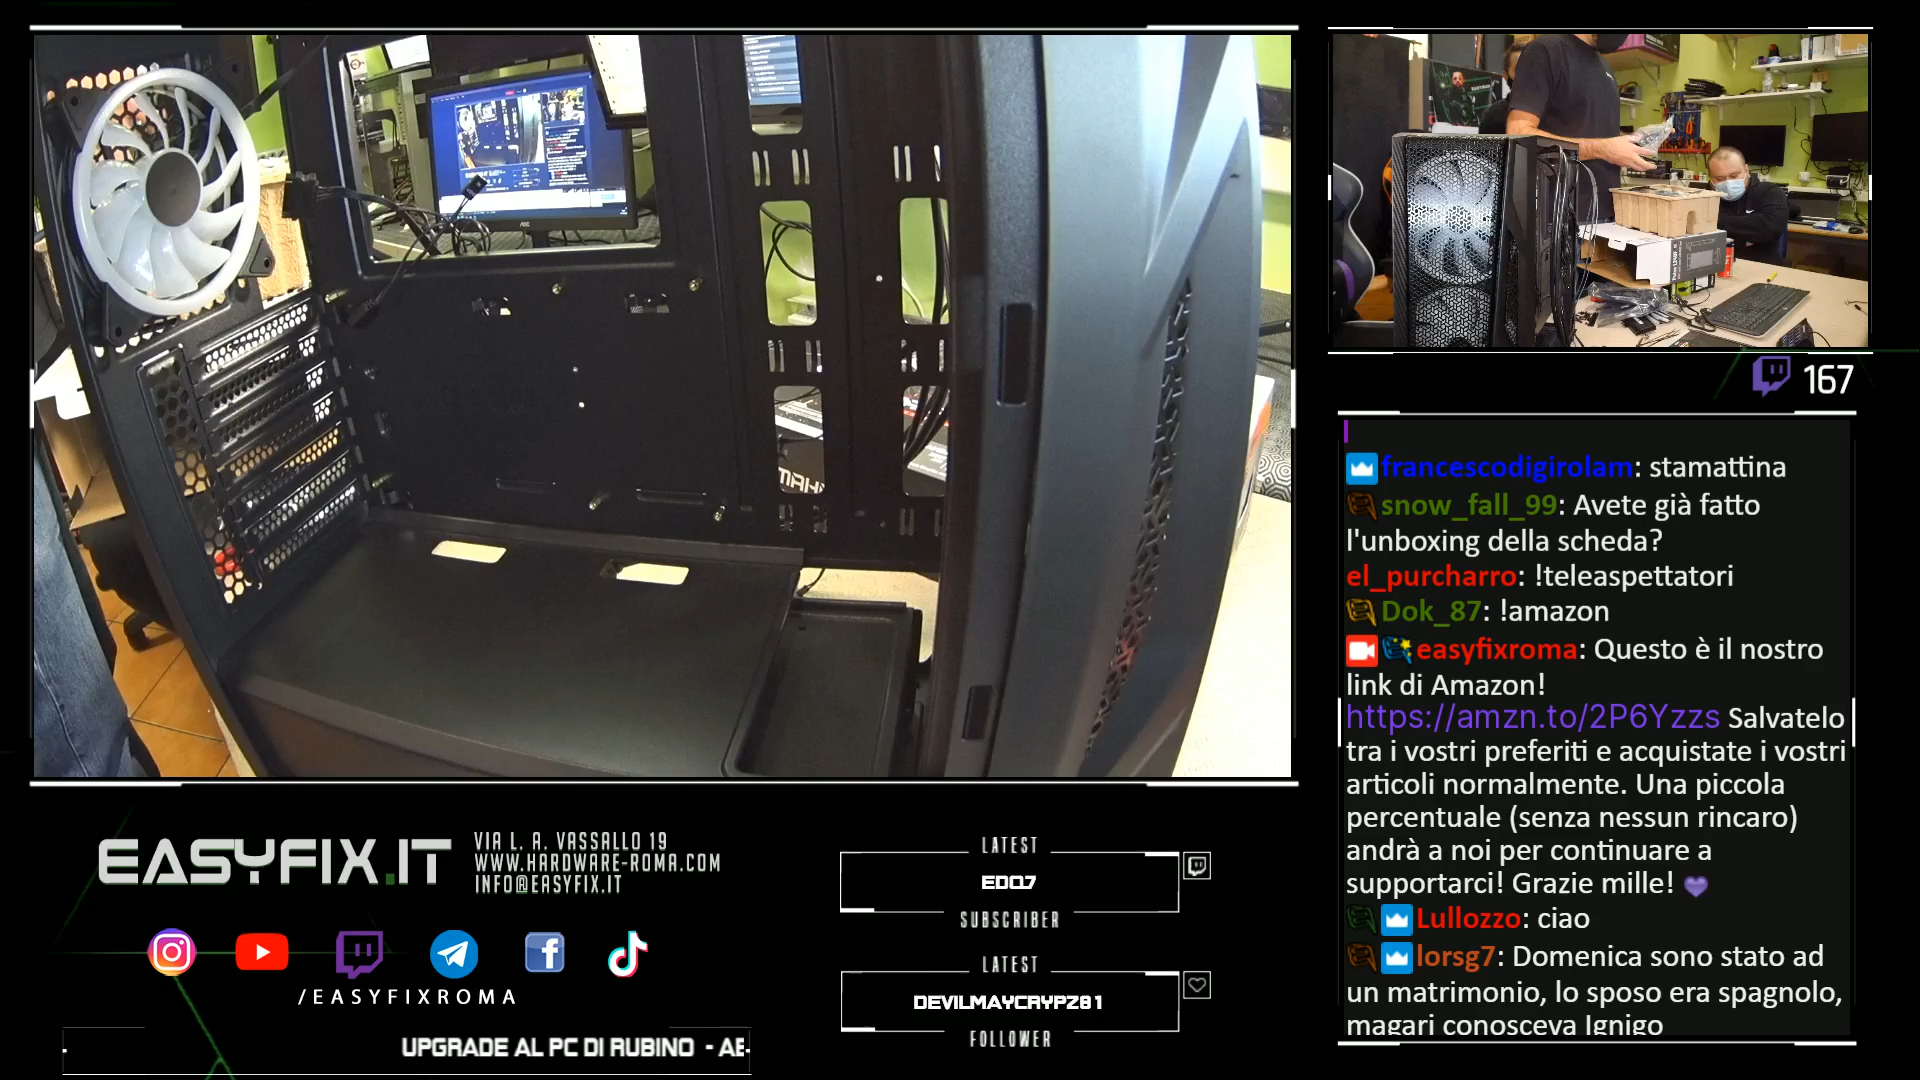 167
francescodigirolam: stamattina
snow_fall_99: Avete già fatto
l'unboxing della scheda?
el_purcharro: !teleaspettatori
Dok_87: !amazon
easyfixroma: Questo è il nostro
link di Amazon!
https://amzn.to/2P6Yzzs Salvatelo
tra i vostri preferiti e acquistate i vostri
articoli normalmente. Una piccola
percentuale (senza nessun rincaro)
andrà a noi per continuare a
supportarci! Grazie mille! 💜
Lullozzo: ciao
lorsg7: Domenica sono stato ad
un matrimonio, lo sposo era spagnolo,
magari conosceva Ignigo
EASYFIX.IT
VIA L. A. VASSALLO 19
WWW.HARDWARE-ROMA.COM
INFO@EASYFIX.IT
/EASYFIXROMA
UPGRADE AL PC DI RUBINO -
LATEST
EDO7
SUBSCRIBER
LATEST
DEVILMAYCRYPZ81
FOLLOWER
AOC